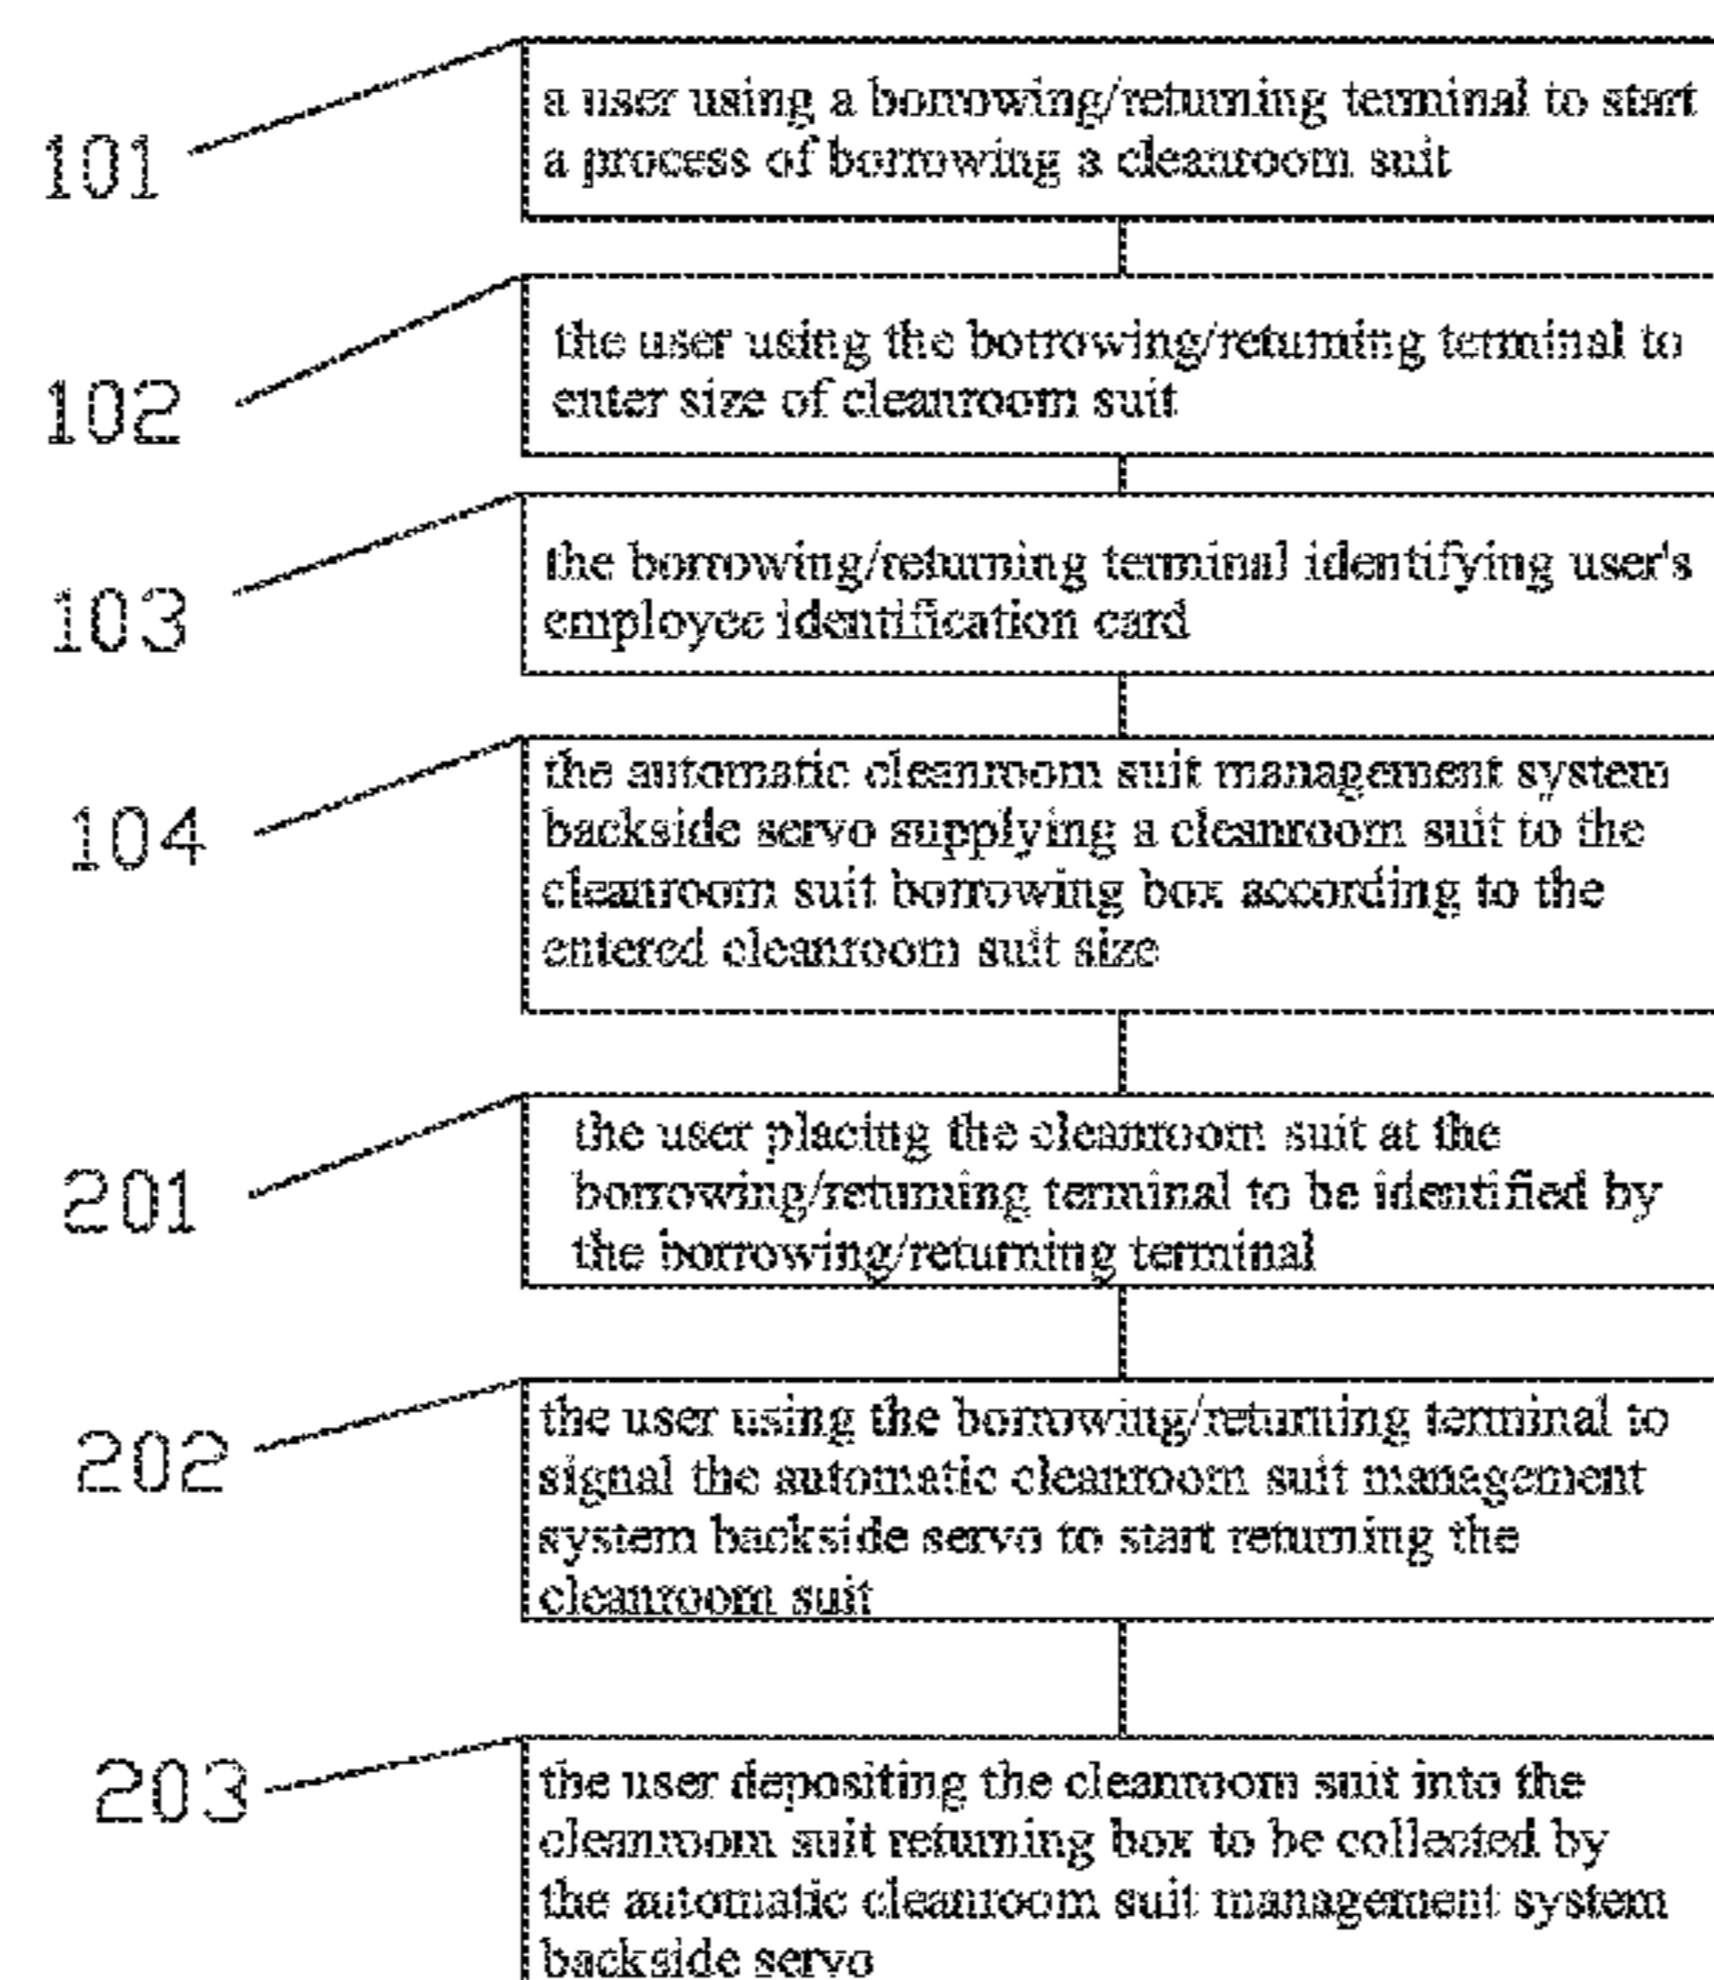 101
a user using a borrowing/returning terminal to start
a process of borrowing a cleanroom suit
102
the user using the borrowing/returning terminal to
enter size of cleanroom suit
103
the borrowing/returning terminal identifying user's
employee identification card
104
the automatic cleanroom suit management system
backside servo supplying a cleanroom suit to the
cleanroom suit borrowing box according to the
entered cleanroom suit size
201
the user placing the cleanroom suit at the
borrowing/returning terminal to be identified by
the borrowing/returning terminal
202
the user using the borrowing/returning terminal to
signal the automatic cleanroom suit management
system backside servo to start returning the
cleanroom suit
203
the user depositing the cleanroom suit into the
cleanroom suit returning box to be collected by
the automatic cleanroom suit management system
backside servo